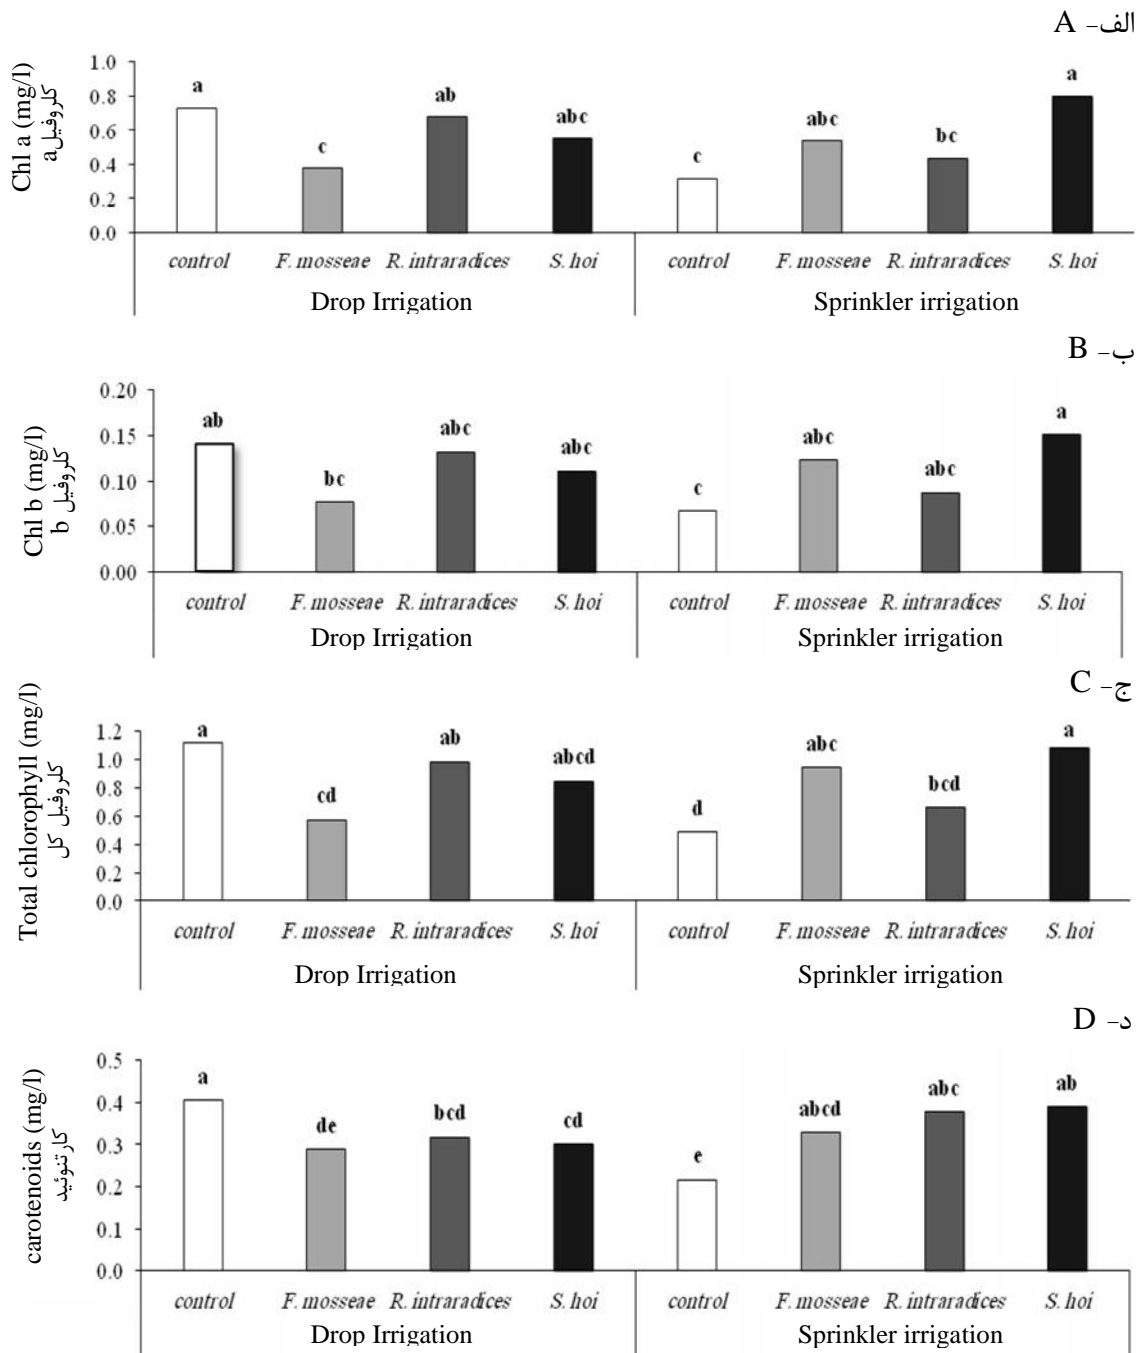 الف- A
Chl a (mg/l)
کلروفیل a
1.0
0.8
0.6
0.4
0.2
0.0
a
c
ab
abc
c
abc
bc
a
control F. mosseae R. intraradices S. hoi control F. mosseae R. intraradices S. hoi
Drop Irrigation Sprinkler irrigation
ب- B
Chl b (mg/l)
کلروفیل b
0.20
0.15
0.10
0.05
0.00
ab
bc
abc
abc
c
abc
abc
a
control F. mosseae R. intraradices S. hoi control F. mosseae R. intraradices S. hoi
Drop Irrigation Sprinkler irrigation
ج- C
Total chlorophyll (mg/l)
کلروفیل کل
1.2
1.0
0.8
0.6
0.4
0.2
0.0
a
cd
ab
abcd
d
abc
bcd
a
control F. mosseae R. intraradices S. hoi control F. mosseae R. intraradices S. hoi
Drop Irrigation Sprinkler irrigation
د- D
carotenoids (mg/l)
کارتنوئید
0.5
0.4
0.3
0.2
0.1
0.0
a
de
bcd
cd
e
abcd
abc
ab
control F. mosseae R. intraradices S. hoi control F. mosseae R. intraradices S. hoi
Drop Irrigation Sprinkler irrigation